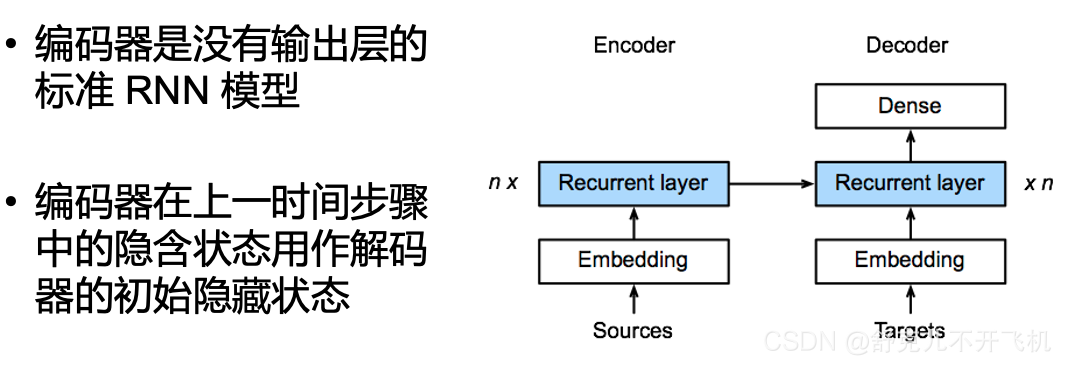 • 编码器是没有输出层的
标准 RNN 模型
• 编码器在上一时间步骤
中的隐含状态用作解码
器的初始隐藏状态
Encoder
Decoder
Dense
n x
Recurrent layer
Recurrent layer
x n
Embedding
Embedding
Sources
Targets
CSDN @舒克儿不开飞机